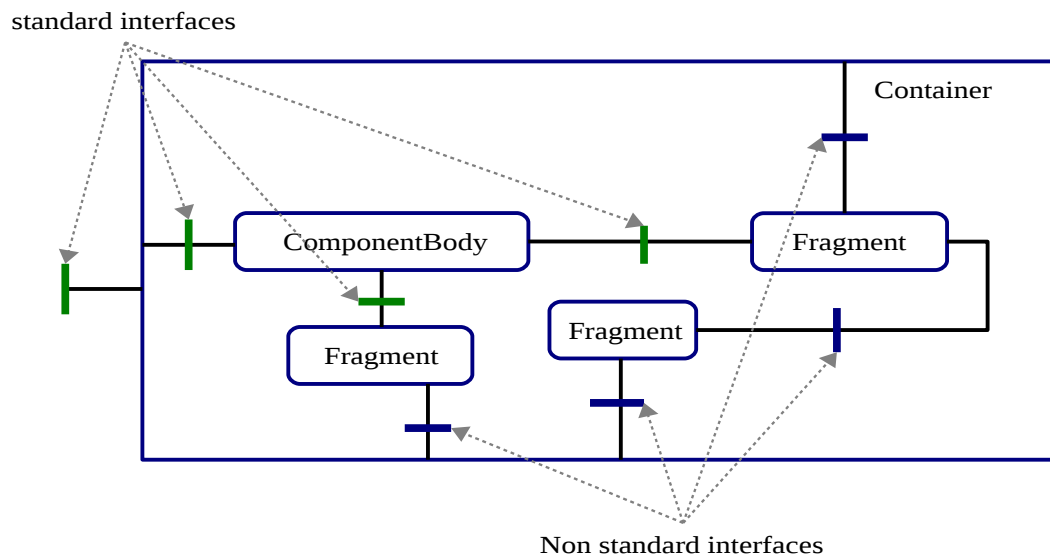 standard interfaces
Container
ComponentBody
Fragment
Fragment
Fragment
Non standard interfaces